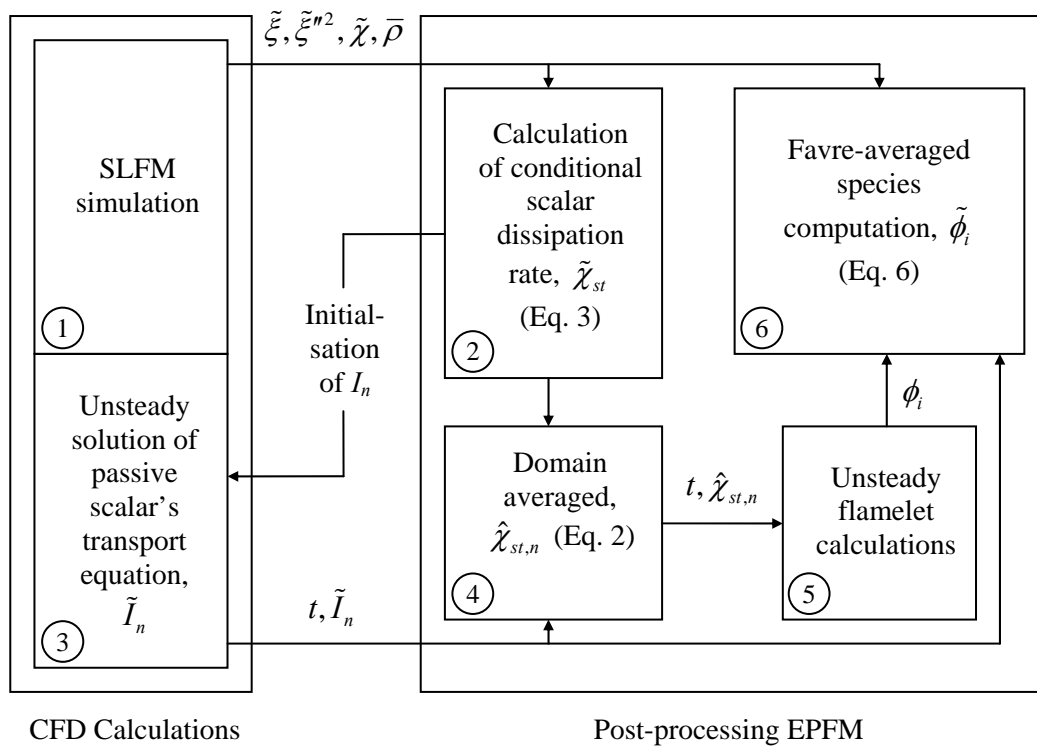 ξ̃, ξ̃″², χ̃, ρ̅
SLFM
simulation
1
Calculation
of conditional
scalar
dissipation
rate, χ̃ₛₜ
(Eq. 3)
2
Favre-averaged
species
computation, ϕ̃ᵢ
(Eq. 6)
6
Initial-
sation
of Iₙ
Unsteady
solution of
passive
scalar’s
transport
equation,
Ĩₙ
3
Domain
averaged,
χ̂ₛₜ,ₙ (Eq. 2)
4
t, χ̂ₛₜ,ₙ
ϕᵢ
Unsteady
flamelet
calculations
5
t, Ĩₙ
CFD Calculations
Post-processing EPFM